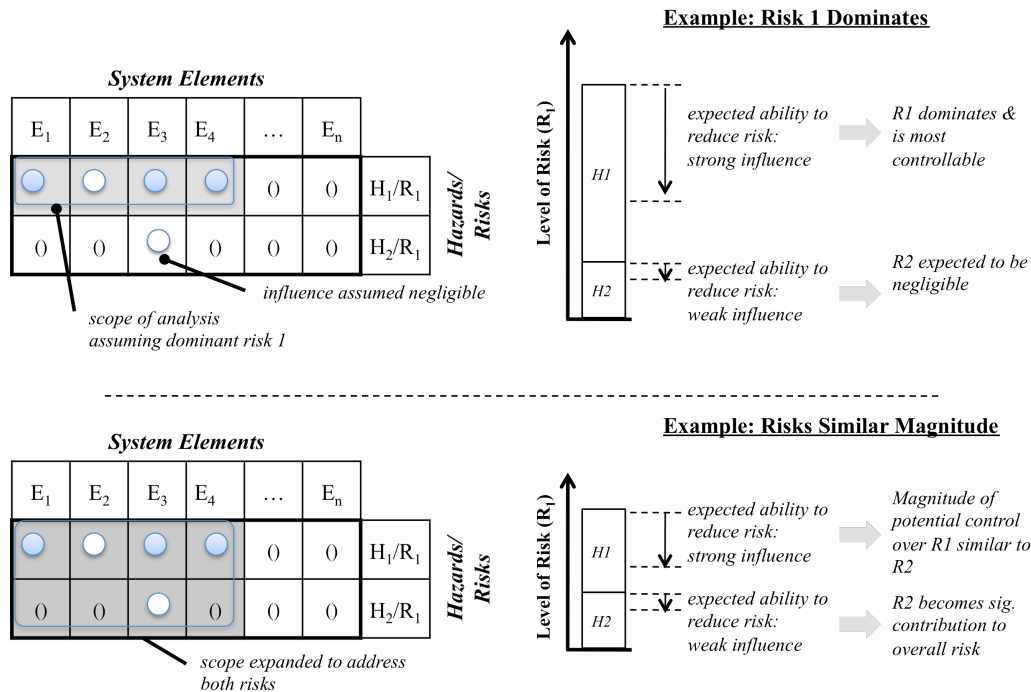 Example: Risk 1 Dominates
System Elements
E1 E2 E3 E4 ... En
() () H1/R1
() () () () () H2/R1
Hazards/
Risks
influence assumed negligible
scope of analysis
assuming dominant risk 1
Level of Risk (R1)
H1
H2
expected ability to
reduce risk:
strong influence
R1 dominates &
is most
controllable
expected ability to
reduce risk:
weak influence
R2 expected to be
negligible
Example: Risks Similar Magnitude
System Elements
E1 E2 E3 E4 ... En
() () H1/R1
() () () () () H2/R1
Hazards/
Risks
scope expanded to address
both risks
Level of Risk (R1)
H1
H2
expected ability to
reduce risk:
strong influence
Magnitude of
potential control
over R1 similar to
R2
expected ability to
reduce risk:
weak influence
R2 becomes sig.
contribution to
overall risk